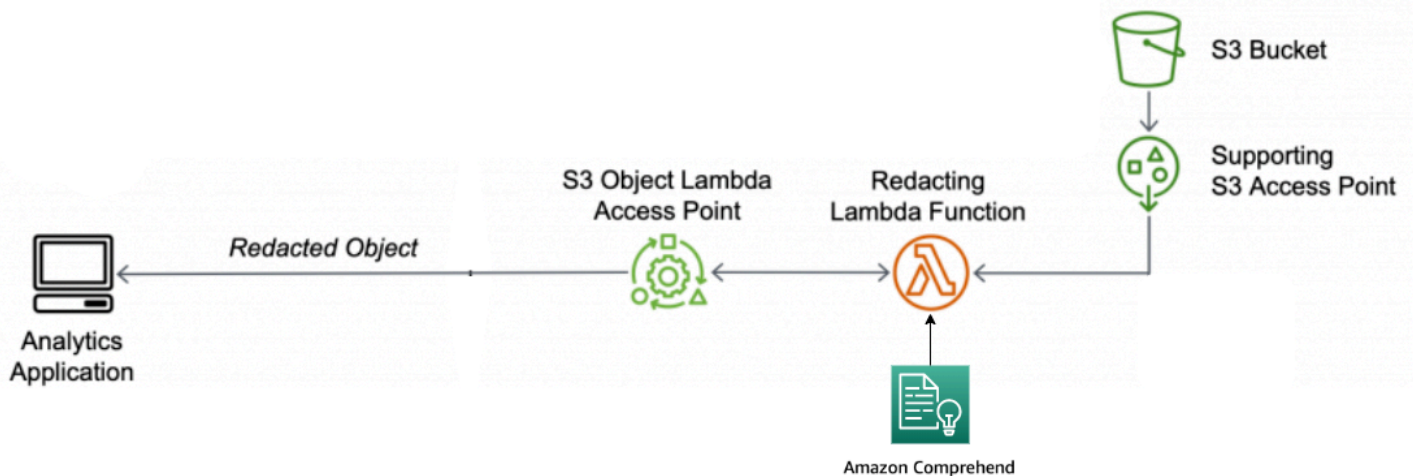 S3 Bucket
Supporting
S3 Access Point
S3 Object Lambda
Access Point
Redacting
Lambda Function
Redacted Object
Analytics
Application
Amazon Comprehend